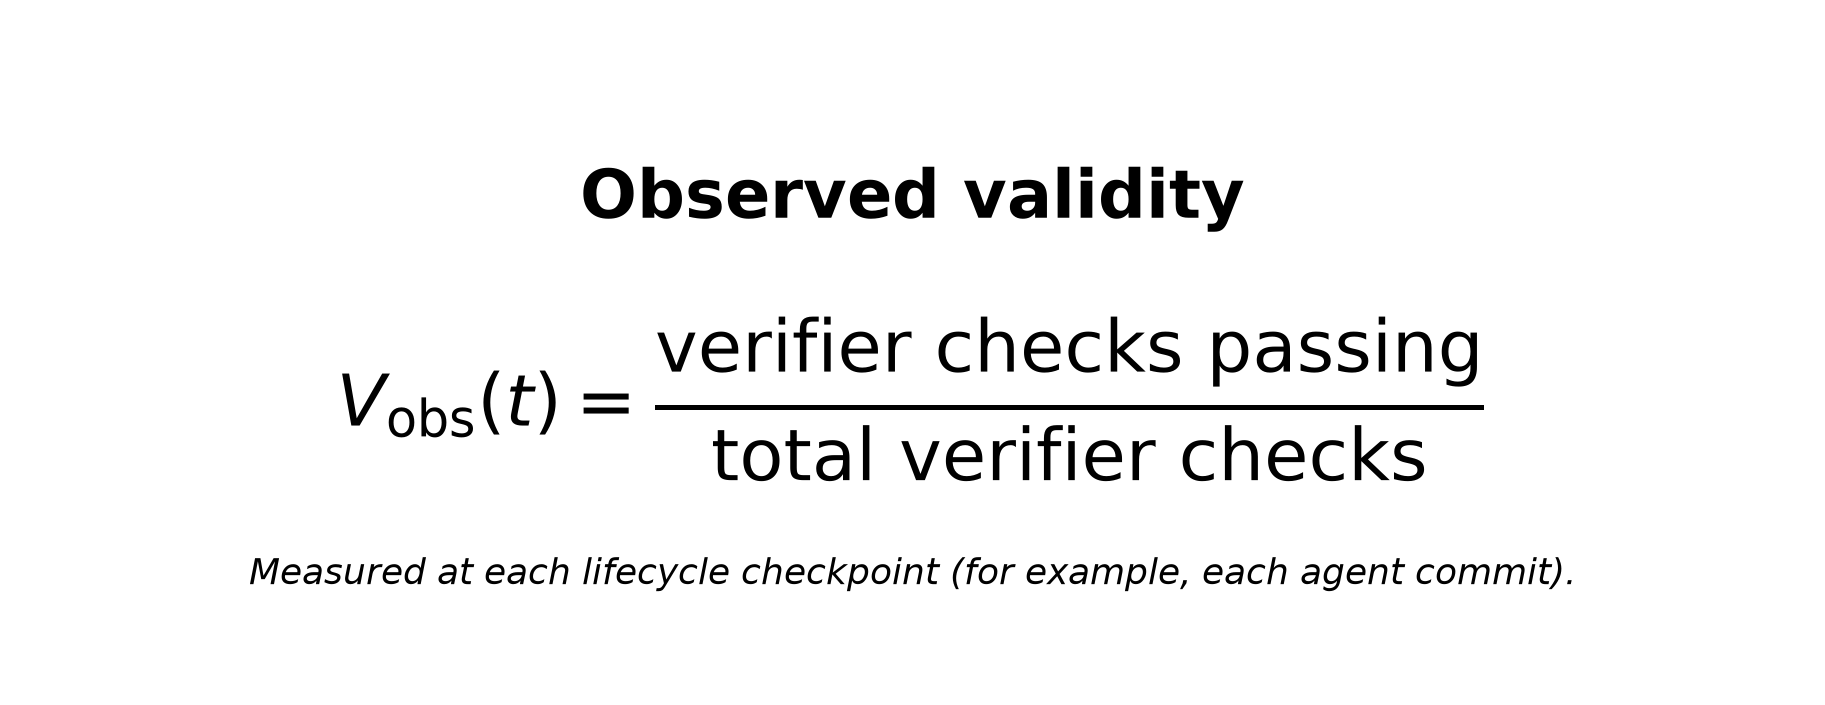 Observed validity
V_obs(t) = verifier checks passing
total verifier checks
Measured at each lifecycle checkpoint (for example, each agent commit).